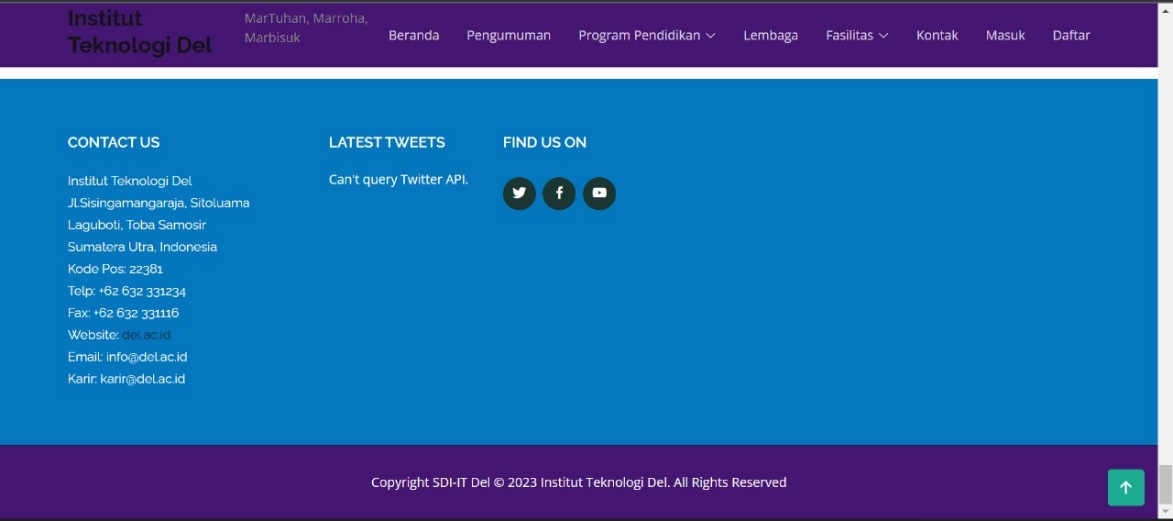 Institut
Teknologi Del
MarTuhan, Marroha,
Marbisuk
Beranda Pengumuman Program Pendidikan Lembaga Fasilitas Kontak Masuk Daftar
CONTACT US
Institut Teknologi Del
Jl.Sisingamangaraja, Sitoluama
Laguboti, Toba Samosir
Sumatera Utra, Indonesia
Kode Pos: 22381
Telp: +62 632 331234
Fax: +62 632 331116
Website: del.ac.id
Email: info@del.ac.id
Karir: karir@del.ac.id
LATEST TWEETS
Can't query Twitter API.
FIND US ON
Copyright SDI-IT Del © 2023 Institut Teknologi Del. All Rights Reserved